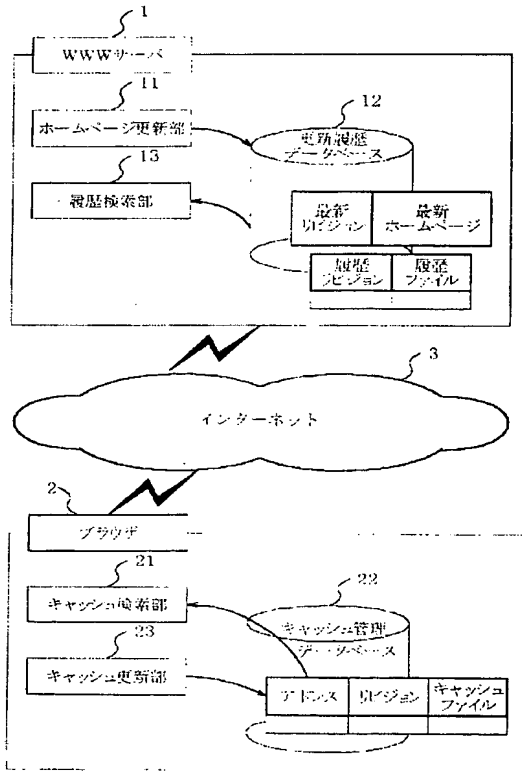 1
WWWサーバ
11
ホームページ更新部
12
更新履歴
データベース
13
履歴検索部
最新
リビジョン
最新
ホームページ
履歴
リビジョン
履歴
ファイル
3
インターネット
2
ブラウザ
21
キャッシュ検索部
22
キャッシュ管理
データベース
23
キャッシュ更新部
アドレス
リビジョン
キャッシュ
ファイル